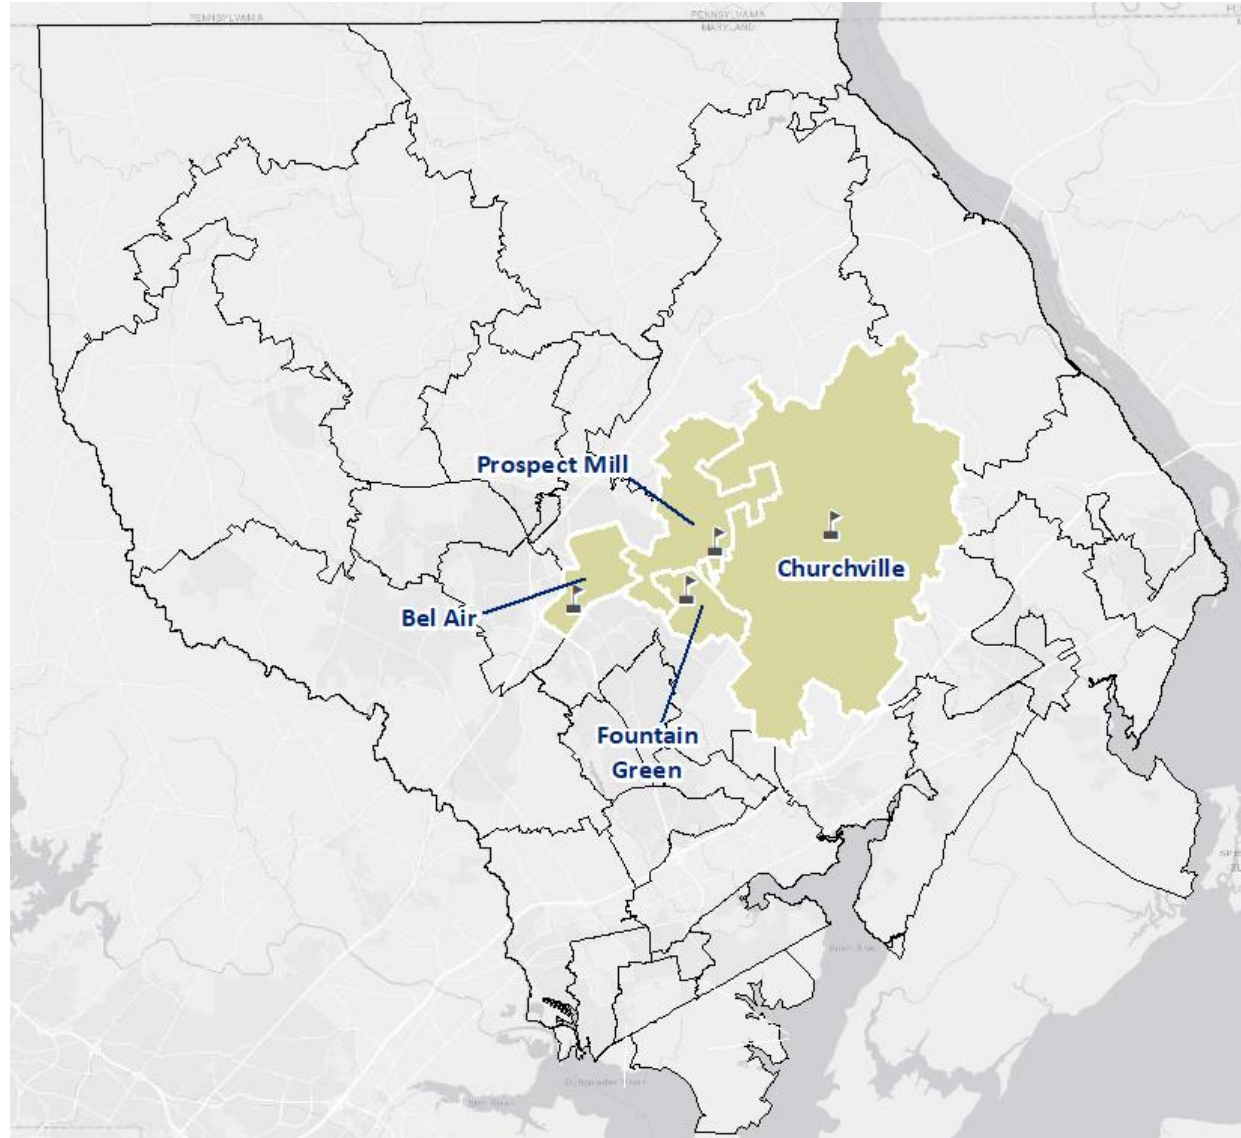 PENNSYLVANIA
PENNSYLVANIA
MARYLAND
Prospect Mill
Churchville
Bel Air
Fountain
Green